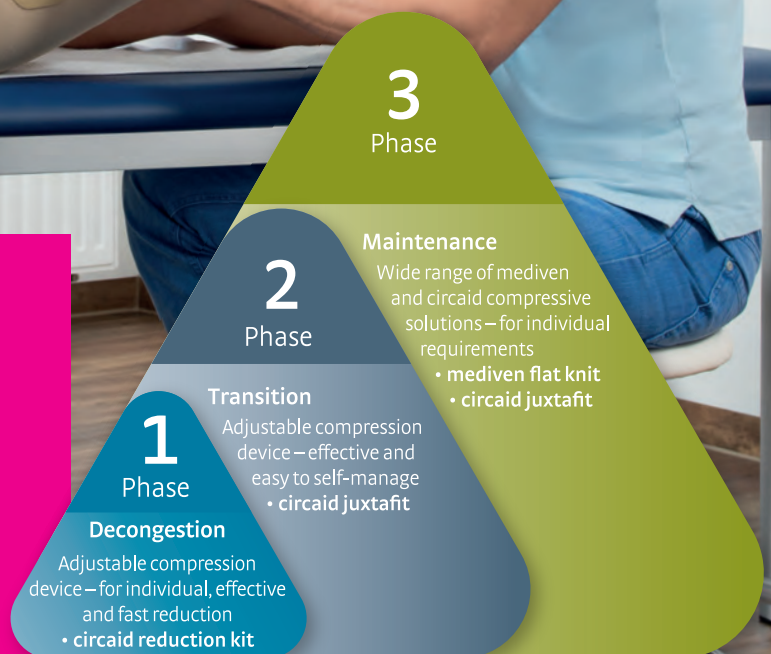 3
Phase
Maintenance
Wide range of mediven
and circaid compressive
solutions – for individual
requirements
• mediven flat knit
• circaid juxtafit
2
Phase
Transition
Adjustable compression
device – effective and
easy to self-manage
• circaid juxtafit
1
Phase
Decongestion
Adjustable compression
device – for individual, effective
and fast reduction
• circaid reduction kit